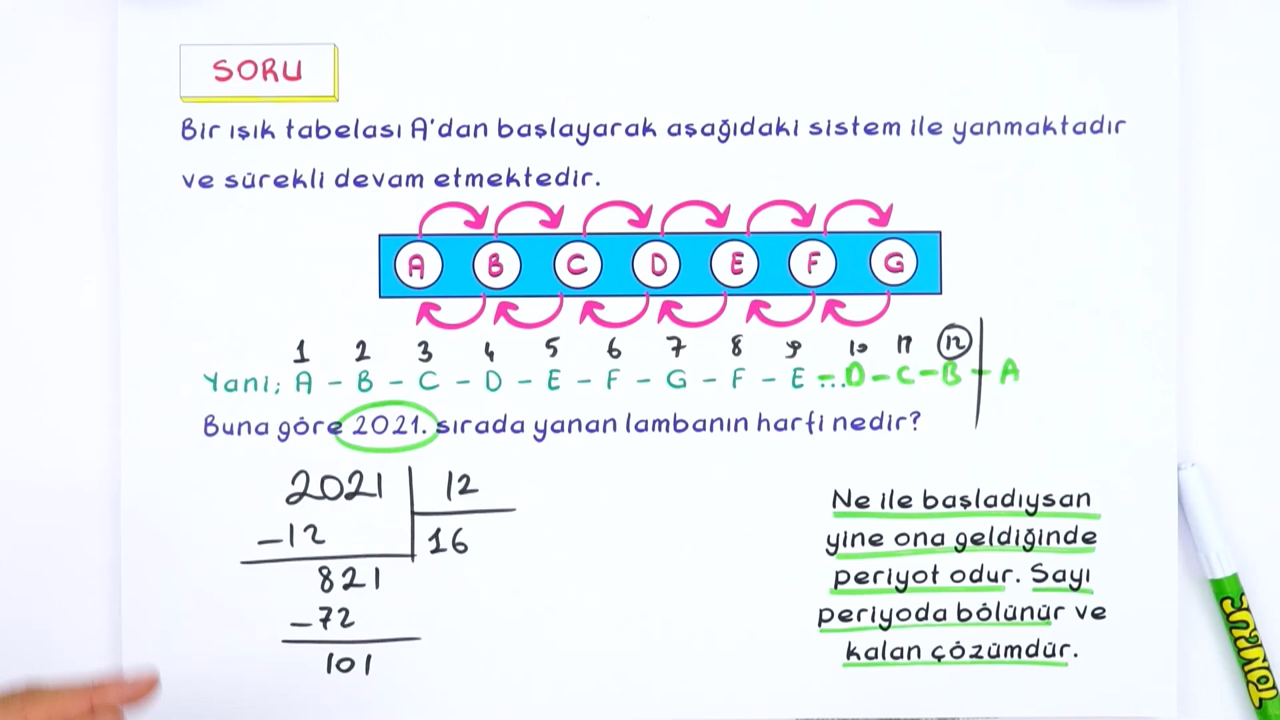 SORU
Bir ışık tabelası A'dan başlayarak aşağıdaki sistem ile yanmaktadır
ve sürekli devam etmektedir.
A B C D E F G
1 2 3 4 5 6 7 8 9 10 11 12
Yani; A - B - C - D - E - F - G - F - E - ... D - C - B - A
Buna göre 2021. sırada yanan lambanın harfi nedir?
2021 12
-12 16
821
-72
101
Ne ile başladıysan
yine ona geldiğinde
periyot odur. Sayı
periyoda bölünür ve
kalan çözümdür.
TONYUÇ